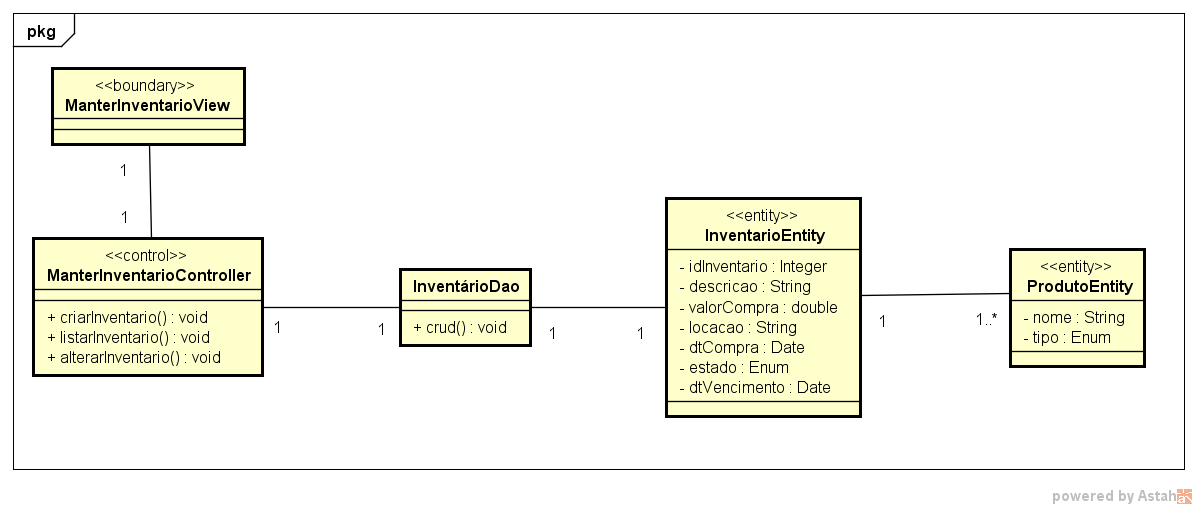 pkg
<<boundary>>
ManterInventarioView
1
1
<<control>>
ManterInventarioController
+ criarInventario() : void
+ listarInventario() : void
+ alterarInventario() : void
1
1
InventárioDao
+ crud() : void
1
1
<<entity>>
InventarioEntity
- idInventario : Integer
- descricao : String
- valorCompra : double
- locacao : String
- dtCompra : Date
- estado : Enum
- dtVencimento : Date
1
1..*
<<entity>>
ProdutoEntity
- nome : String
- tipo : Enum
powered by Astah